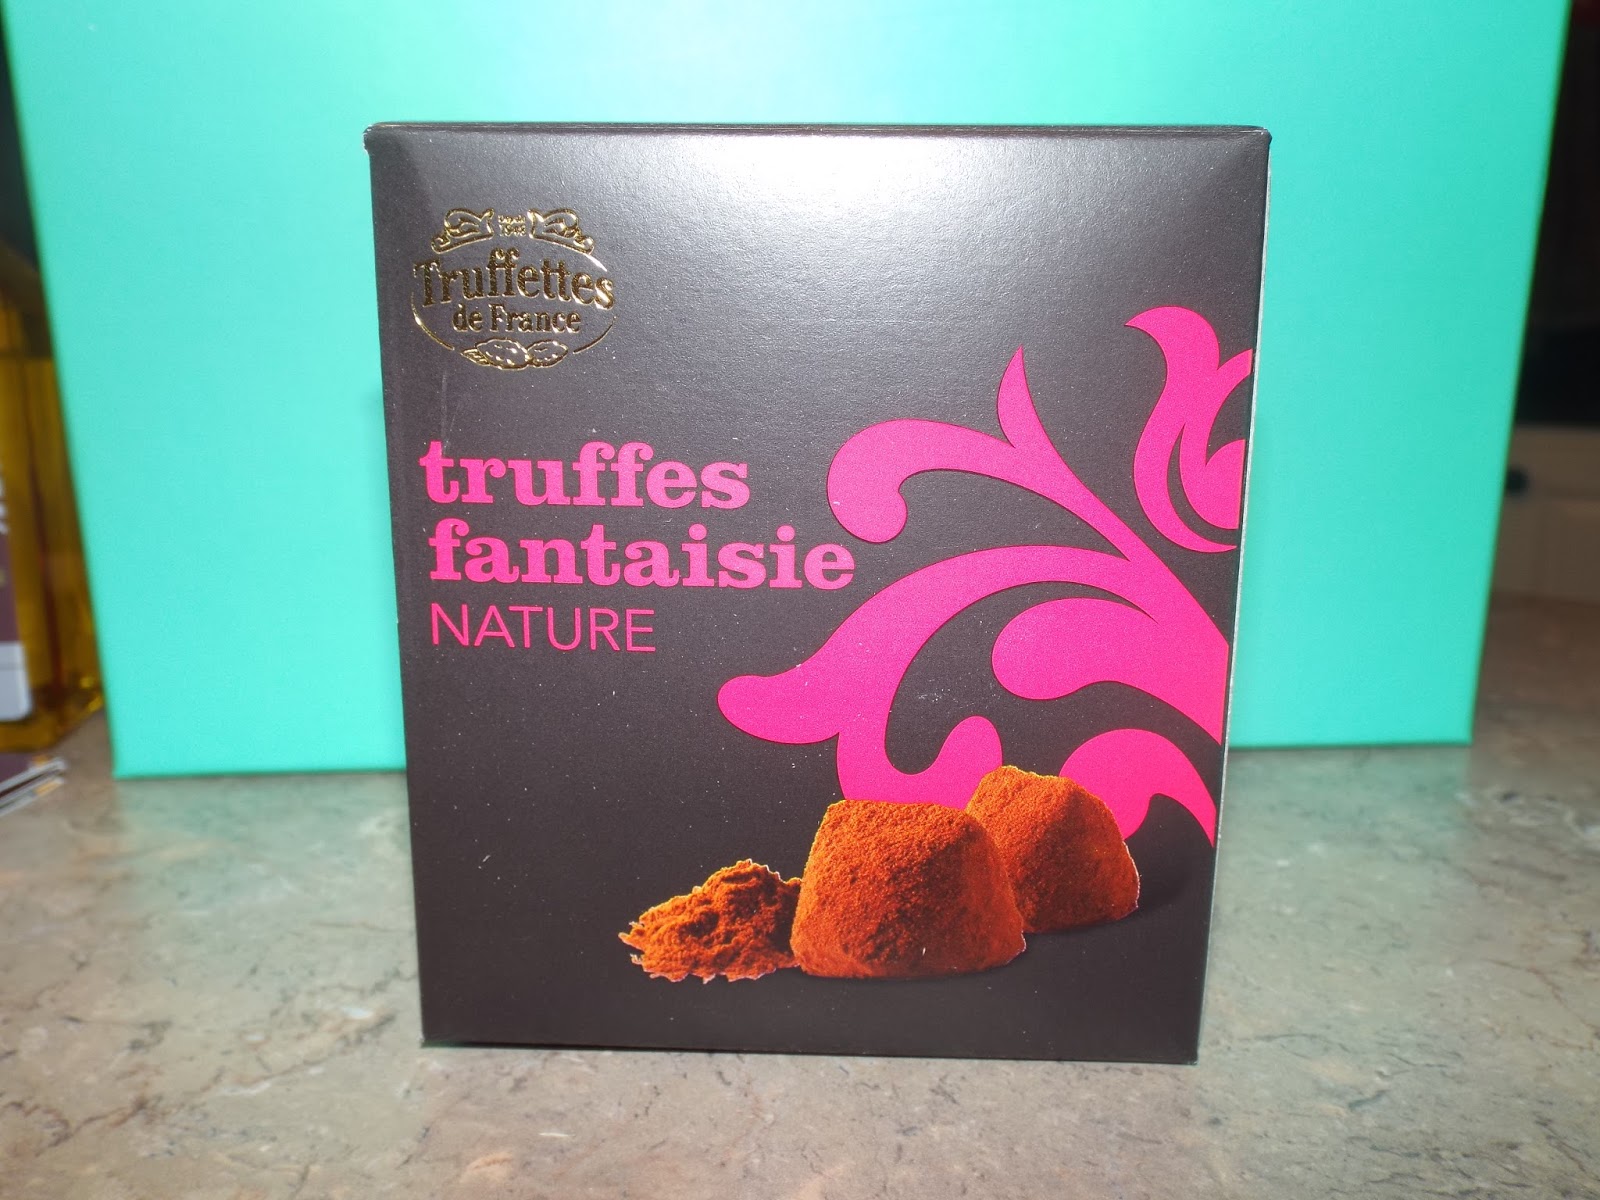 Truffettes
de France
truffes
fantaisie
NATURE